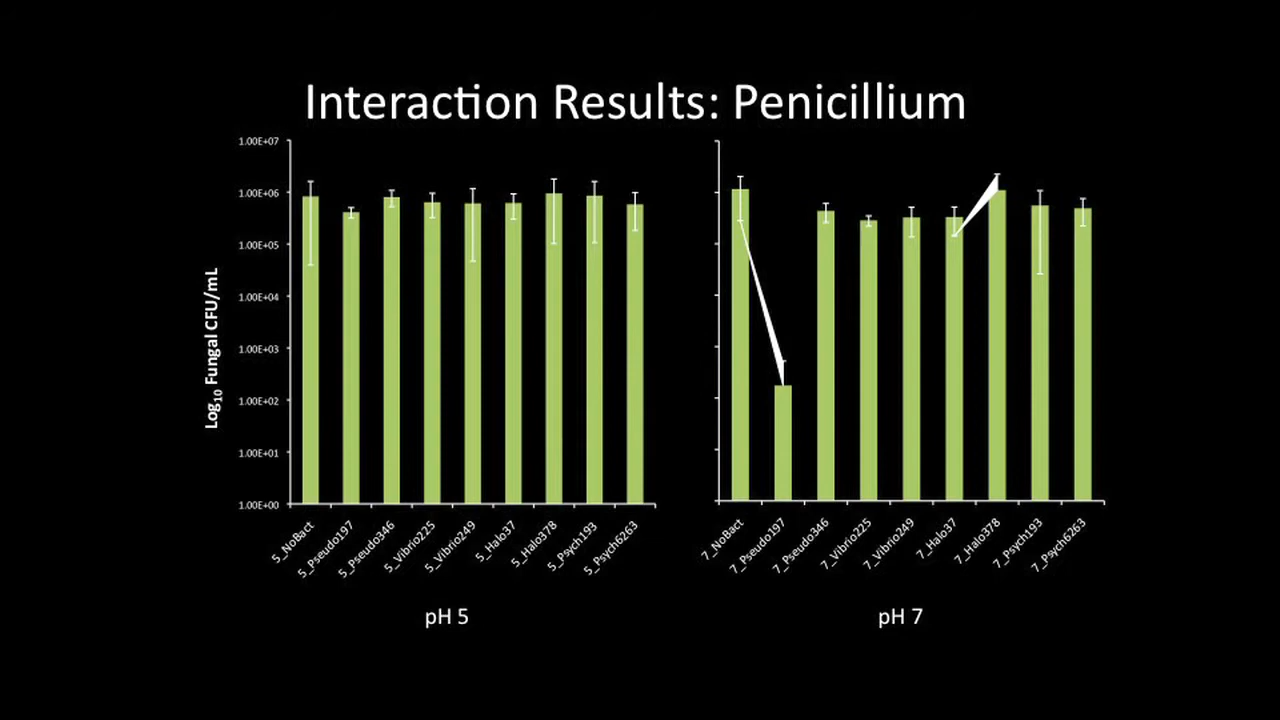 Interaction Results: Penicillium
Log10 Fungal CFU/mL
1.00E+07
1.00E+06
1.00E+05
1.00E+04
1.00E+03
1.00E+02
1.00E+01
1.00E+00
5_NoBact
5_Pseudo197
5_Pseudo346
5_Vibrio225
5_Vibrio249
5_Halo37
5_Halo378
5_Psych193
5_Psych6263
7_NoBact
7_Pseudo197
7_Pseudo346
7_Vibrio225
7_Vibrio249
7_Halo37
7_Halo378
7_Psych193
7_Psych6263
pH 5
pH 7